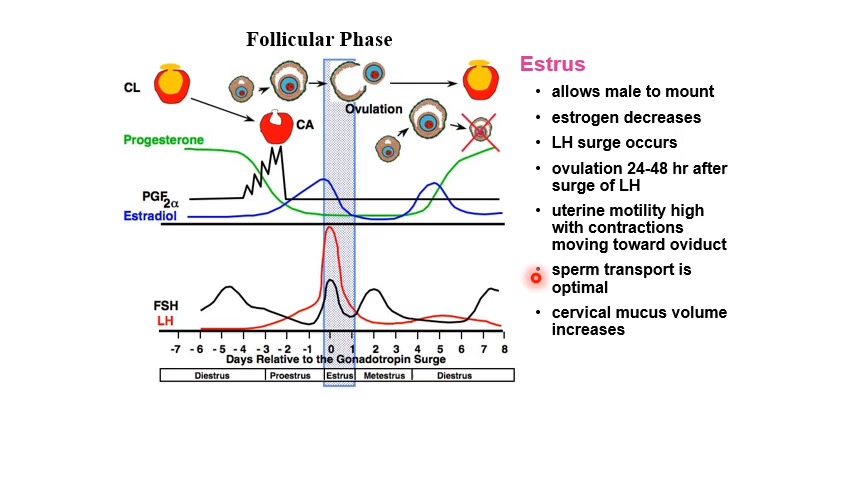 Follicular Phase
CL
CA
Ovulation
Progesterone
PGF2α
Estradiol
FSH
LH
-7 -6 -5 -4 -3 -2 -1 0 1 2 3 4 5 6 7 8
Days Relative to the Gonadotropin Surge
Diestrus Proestrus Estrus Metestrus Diestrus
Estrus
• allows male to mount
• estrogen decreases
• LH surge occurs
• ovulation 24-48 hr after
surge of LH
• uterine motility high
with contractions
moving toward oviduct
• sperm transport is
optimal
• cervical mucus volume
increases